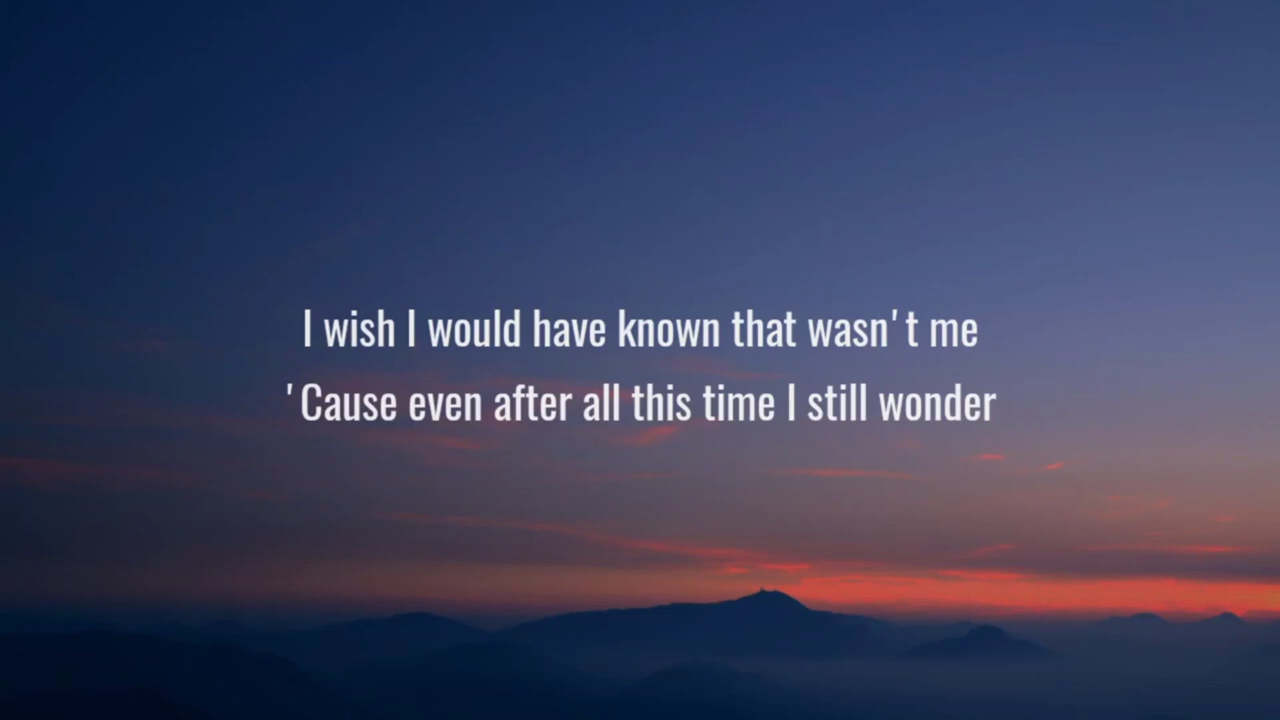 I wish I would have known that wasn't me
'Cause even after all this time I still wonder